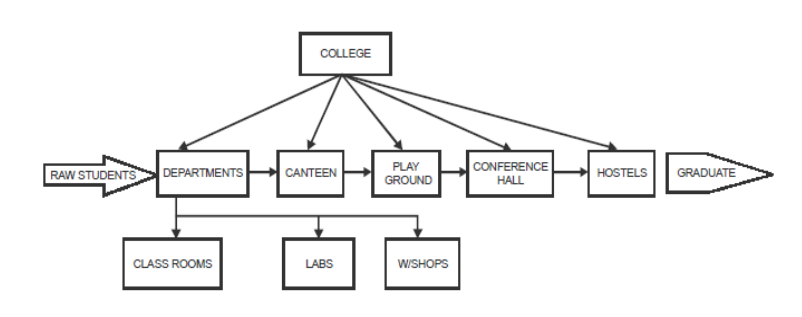 COLLEGE
RAW STUDENTS
DEPARTMENTS
CANTEEN
PLAY
GROUND
CONFERENCE
HALL
HOSTELS
GRADUATE
CLASS ROOMS
LABS
W/SHOPS